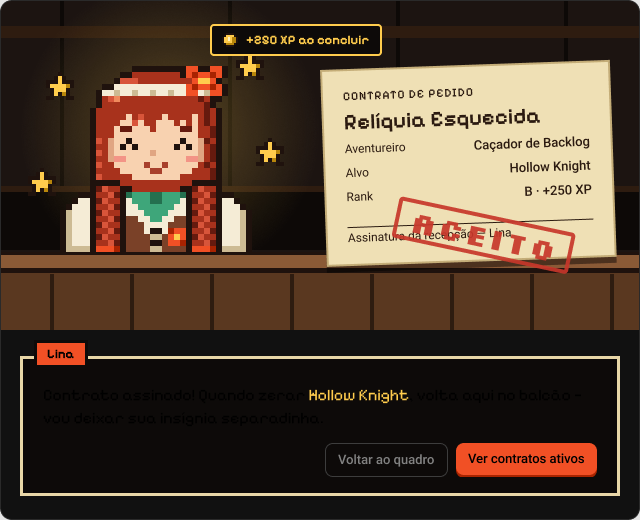 +280 XP ao concluir
CONTRATO DE PEDIDO
Relíquia Esquecida
Aventureiro Caçador de Backlog
Alvo Hollow Knight
Rank B · +250 XP
Assinatura da recepção — Lina
ACEITO
Lina
Contrato assinado! Quando zerar Hollow Knight, volta aqui no balcão —
vou deixar sua insígnia separadinha.
Voltar ao quadro
Ver contratos ativos